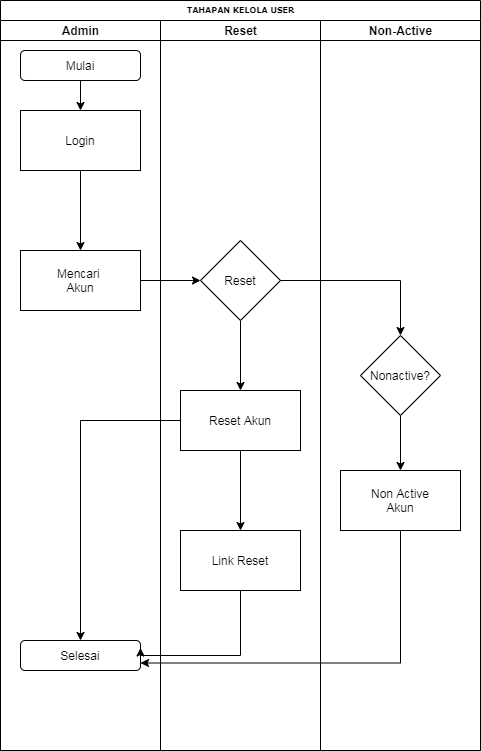 TAHAPAN KELOLA USER
Admin
Reset
Non-Active
Mulai
Login
Mencari
Akun
Reset
Nonactive?
Reset Akun
Non Active
Akun
Link Reset
Selesai